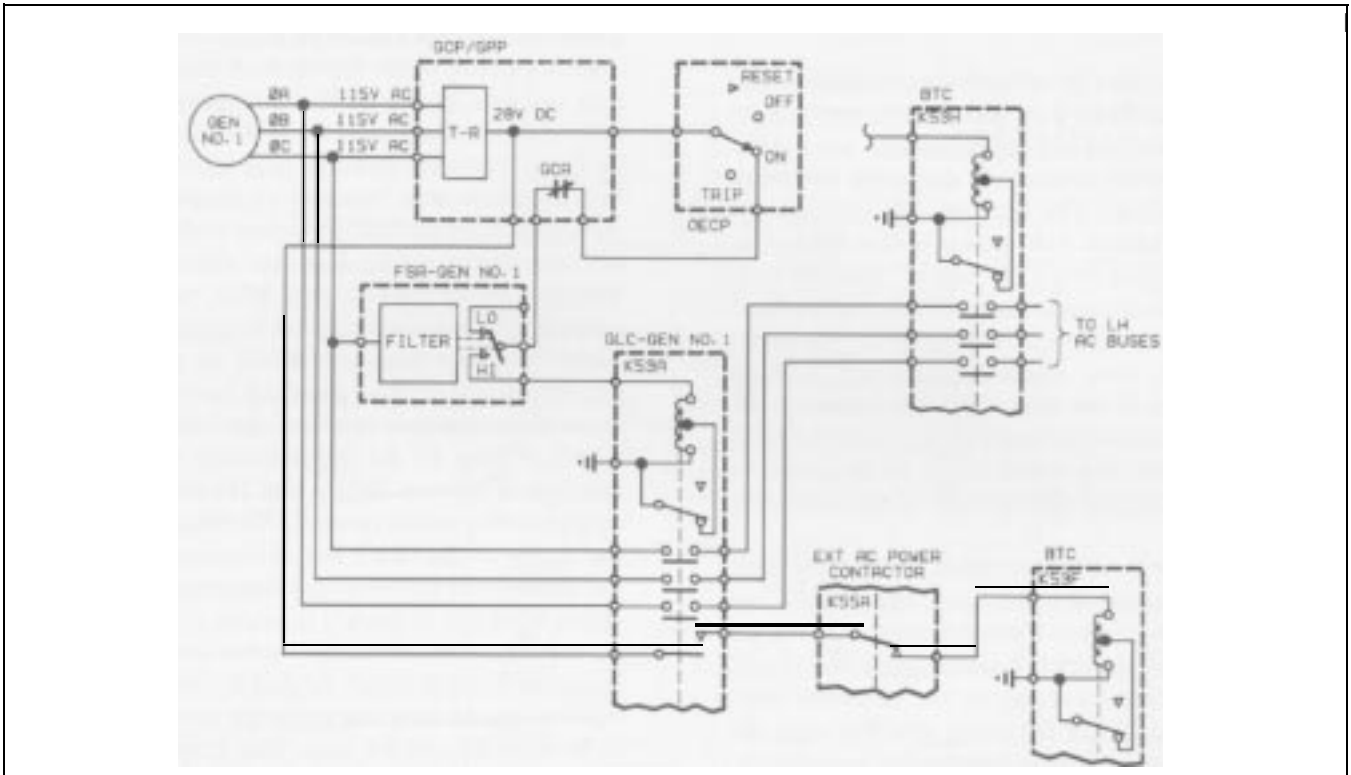 GCP/GPP
ØA 115V AC
ØB 115V AC
ØC 115V AC
GEN
NO. 1
T-R
28V DC
GCR
RESET
OFF
ON
TRIP
OECP
BTC
FSR-GEN NO. 1
FILTER
LO
HI
GLC-GEN NO. 1
K59A
TO LH
AC BUSES
EXT AC POWER
CONTACTOR
K55A
BTC
K53F